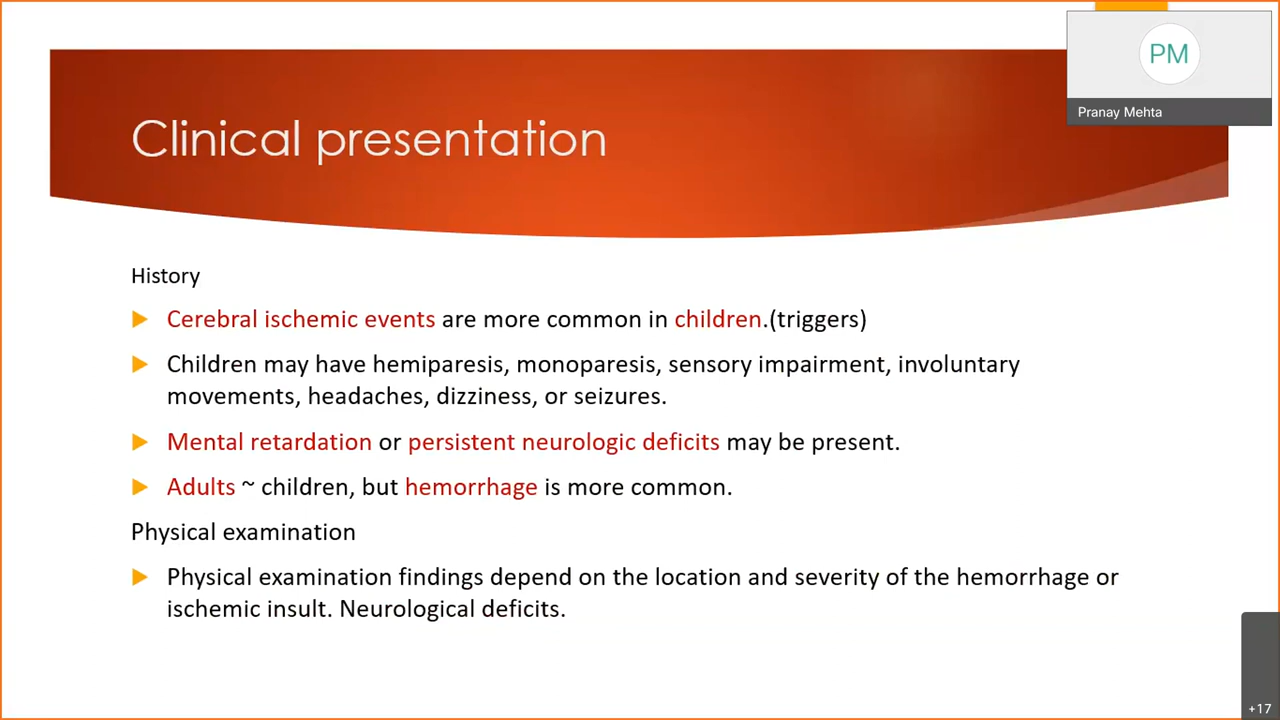 PM
Pranay Mehta
Clinical presentation
History
Cerebral ischemic events are more common in children.(triggers)
Children may have hemiparesis, monoparesis, sensory impairment, involuntary
movements, headaches, dizziness, or seizures.
Mental retardation or persistent neurologic deficits may be present.
Adults ~ children, but hemorrhage is more common.
Physical examination
Physical examination findings depend on the location and severity of the hemorrhage or
ischemic insult. Neurological deficits.
+17